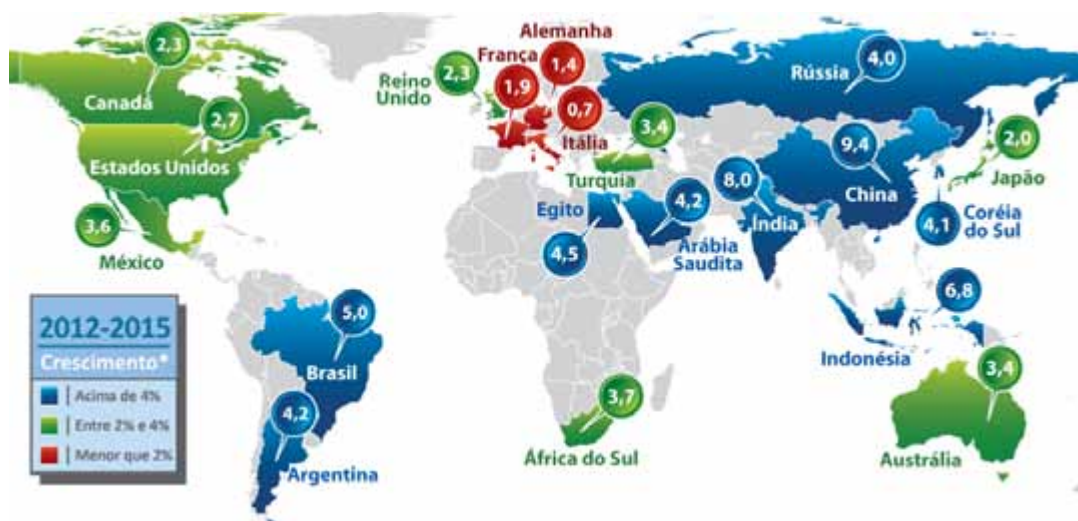 2,3
Canadá
2,7
Estados Unidos
3,6
México
Reino
Unido
2,3
França
1,9
Alemanha
1,4
0,7
Itália
3,4
Turquia
Rússia
4,0
9,4
China
2,0
Japão
8,0
Índia
4,1
Coréia
do Sul
Egito
4,5
4,2
Arábia
Saudita
6,8
Indonésia
5,0
Brasil
4,2
Argentina
3,7
África do Sul
3,4
Austrália
2012-2015
Crescimento*
Acima de 4%
Entre 2% e 4%
Menor que 2%